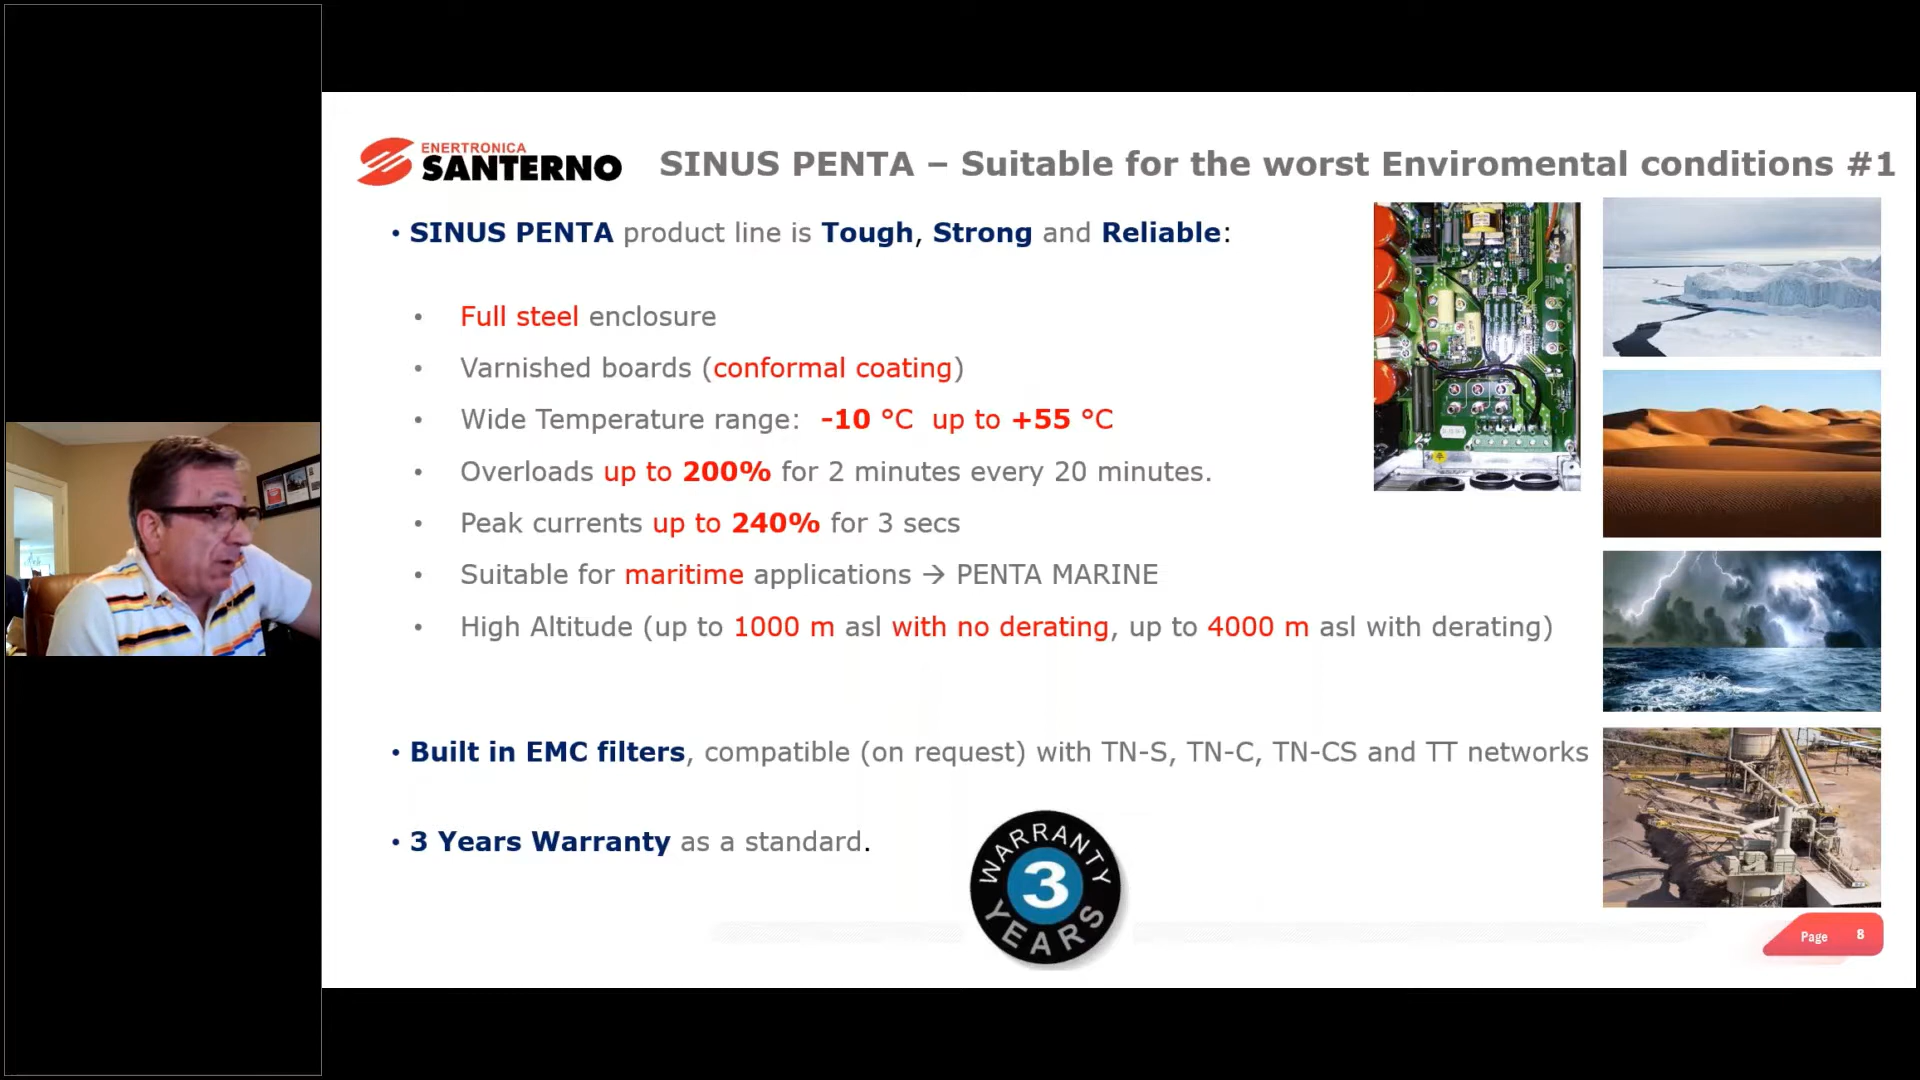 ENERTRONICA
SANTERNO
SINUS PENTA – Suitable for the worst Enviromental conditions #1
• SINUS PENTA product line is Tough, Strong and Reliable:
• Full steel enclosure
• Varnished boards (conformal coating)
• Wide Temperature range: -10 °C up to +55 °C
• Overloads up to 200% for 2 minutes every 20 minutes.
• Peak currents up to 240% for 3 secs
• Suitable for maritime applications → PENTA MARINE
• High Altitude (up to 1000 m asl with no derating, up to 4000 m asl with derating)
• Built in EMC filters, compatible (on request) with TN-S, TN-C, TN-CS and TT networks
• 3 Years Warranty as a standard.
WARRANTY
3
YEARS
Page 8